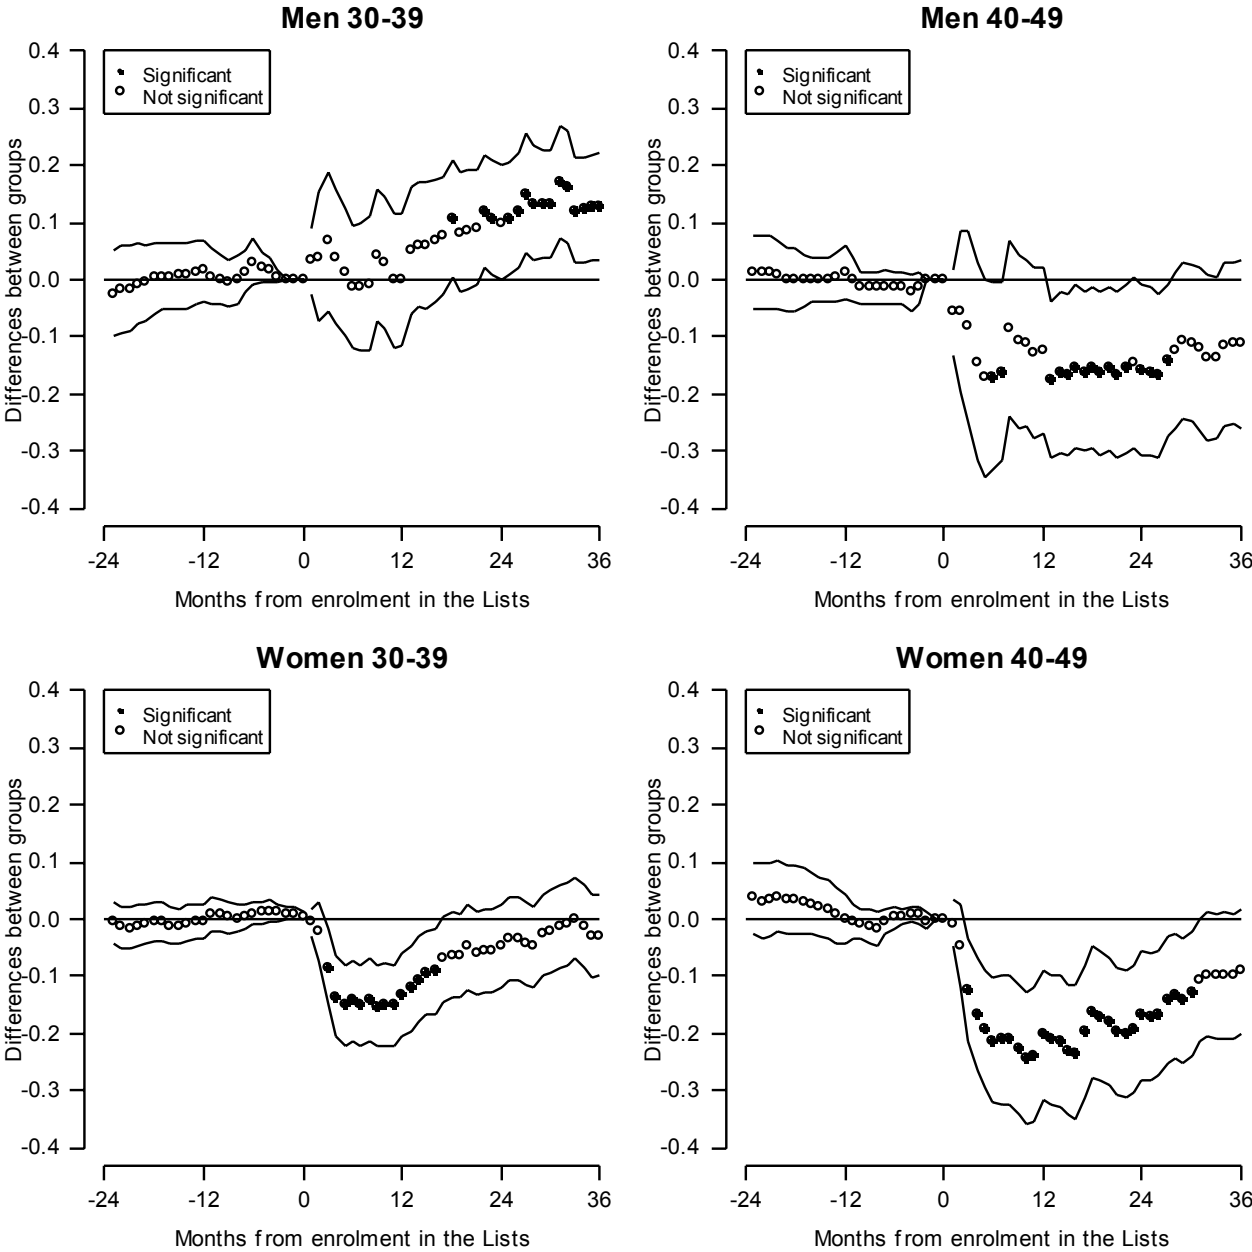 Men 30-39
0.4
0.3
0.2
0.1
0.0
-0.1
-0.2
-0.3
-0.4
Differences between groups
Significant
Not significant
-24 -12 0 12 24 36
Months from enrolment in the Lists
Men 40-49
0.4
0.3
0.2
0.1
0.0
-0.1
-0.2
-0.3
-0.4
Differences between groups
Significant
Not significant
-24 -12 0 12 24 36
Months from enrolment in the Lists
Women 30-39
0.4
0.3
0.2
0.1
0.0
-0.1
-0.2
-0.3
-0.4
Differences between groups
Significant
Not significant
-24 -12 0 12 24 36
Months from enrolment in the Lists
Women 40-49
0.4
0.3
0.2
0.1
0.0
-0.1
-0.2
-0.3
-0.4
Differences between groups
Significant
Not significant
-24 -12 0 12 24 36
Months from enrolment in the Lists